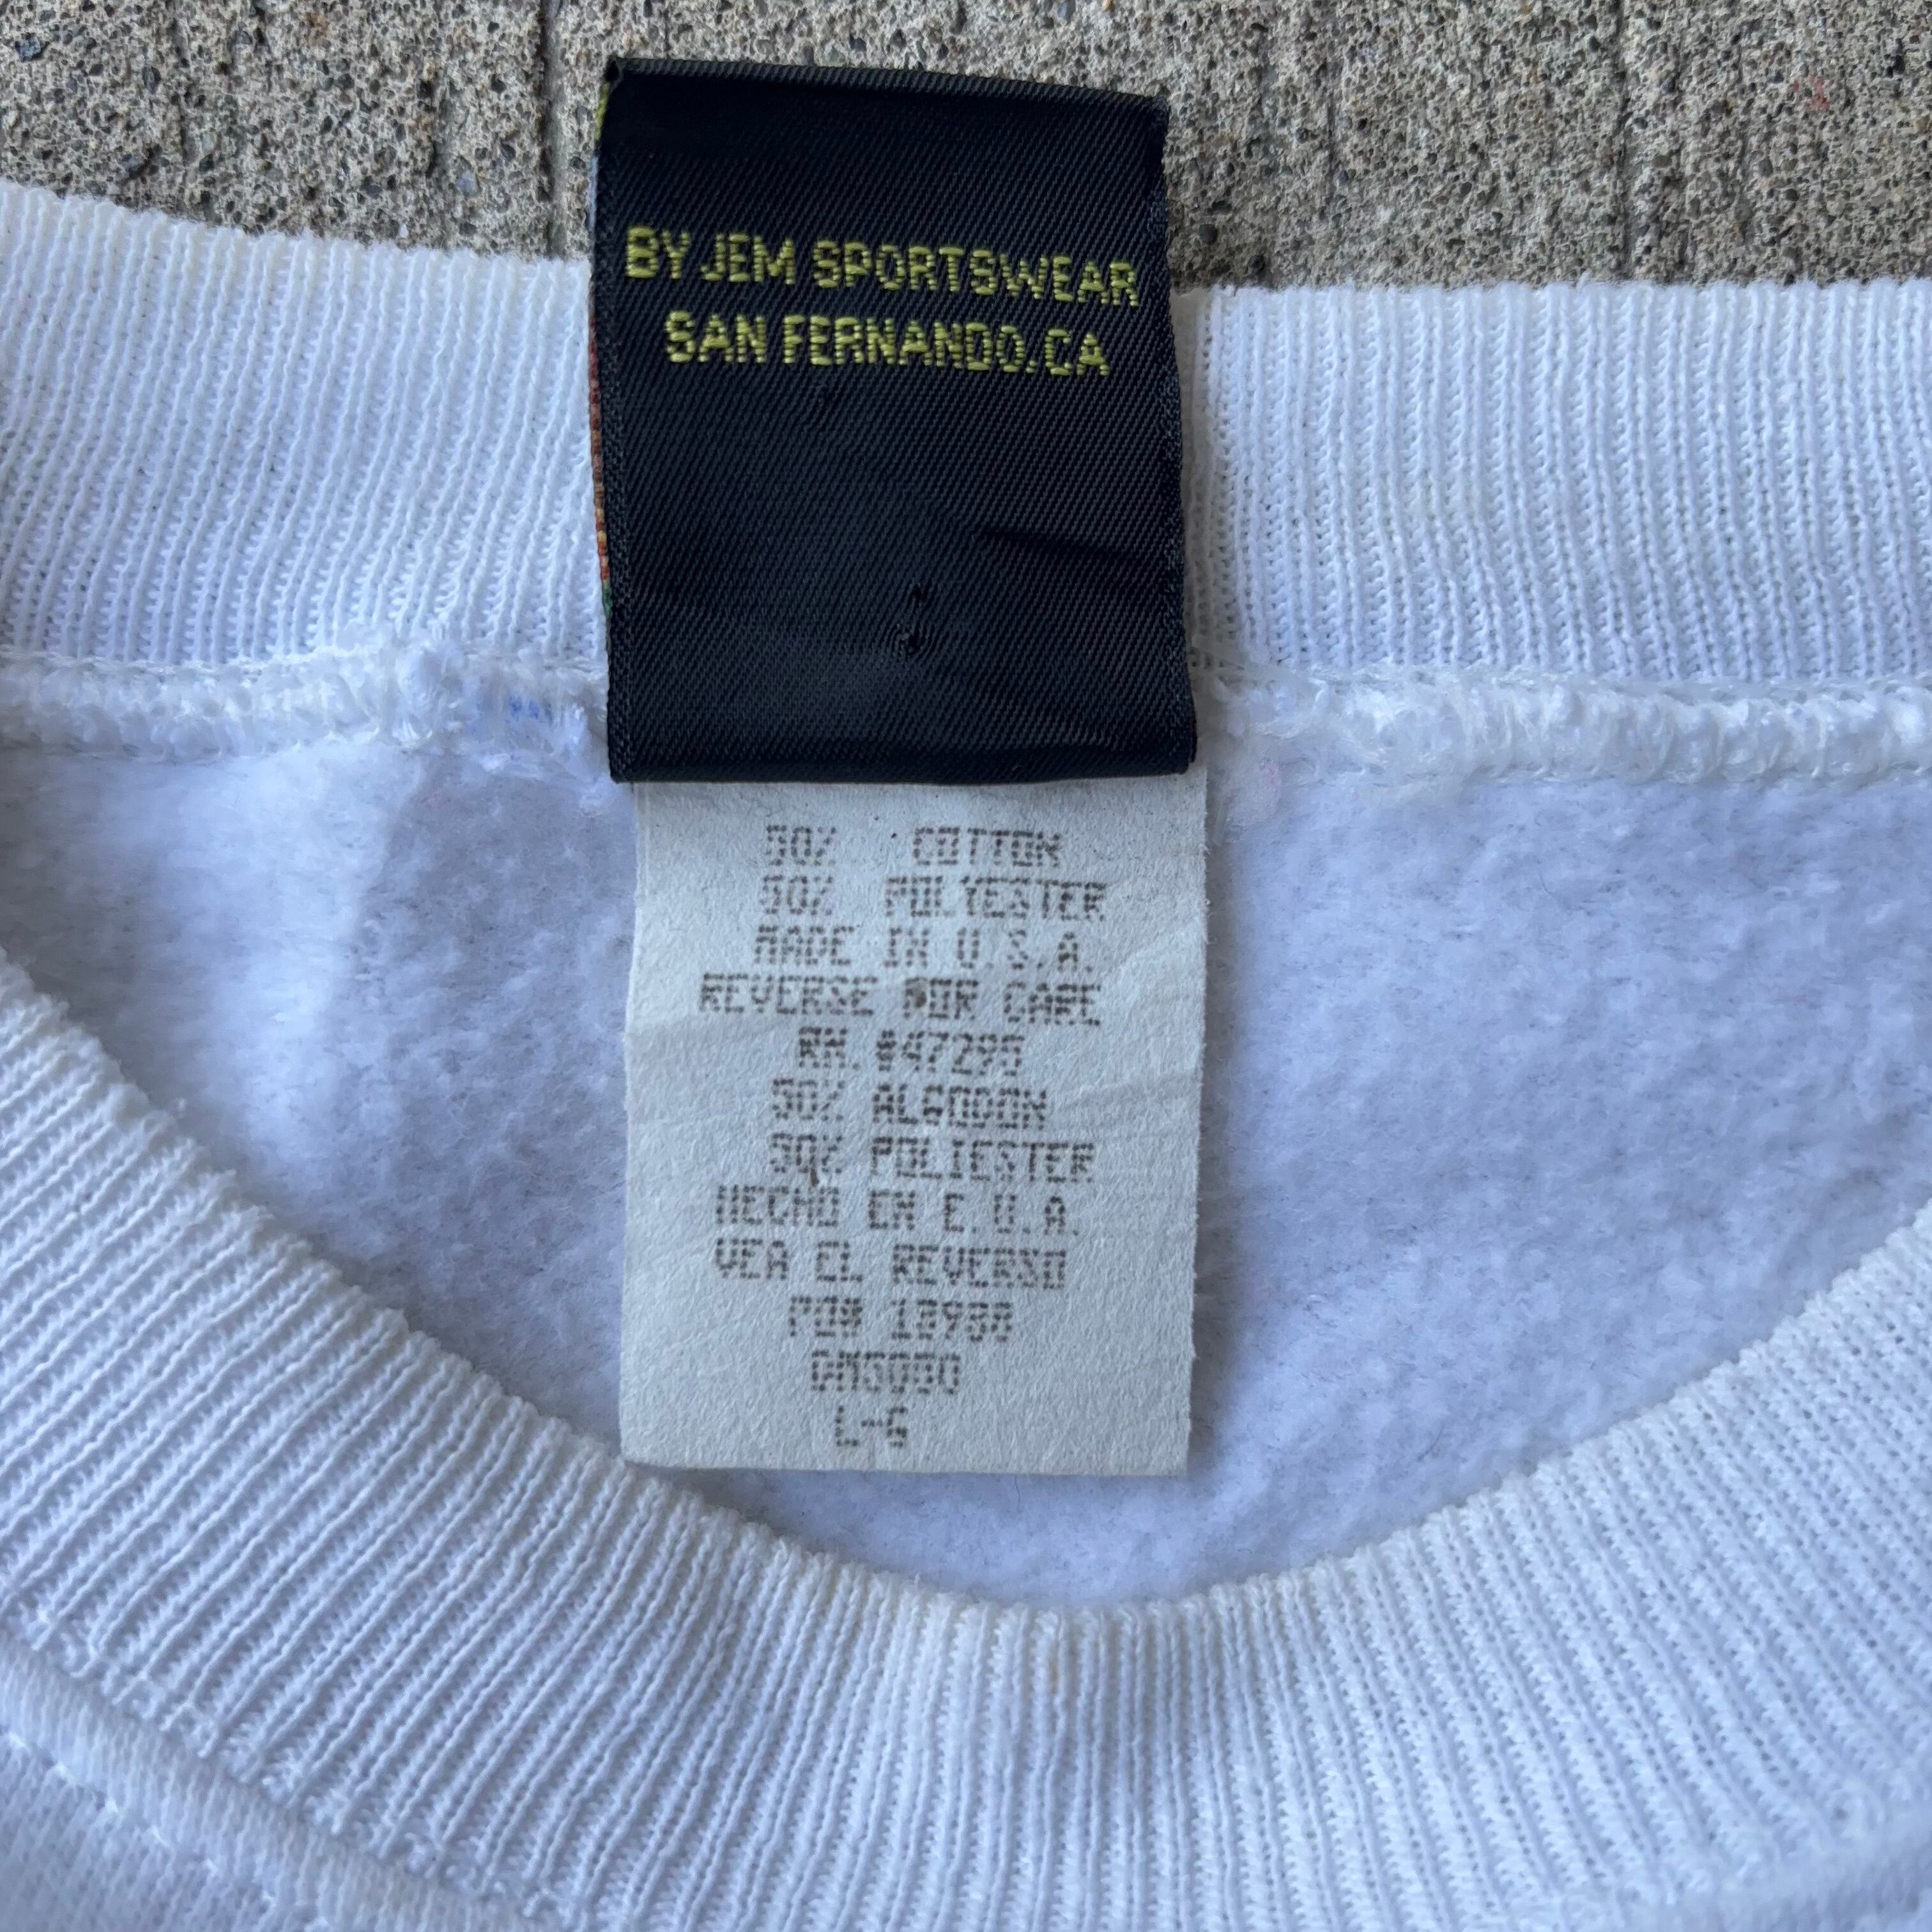 BY JEM SPORTSWEAR
SAN FERNANDO, CA
50% COTTON
50% POLYESTER
MADE IN U.S.A.
REVERSE FOR CARE
RN. #47295
50% ALGODON
50% POLIESTER
HECHO EN E.U.A.
VEA EL REVERSO
L-G